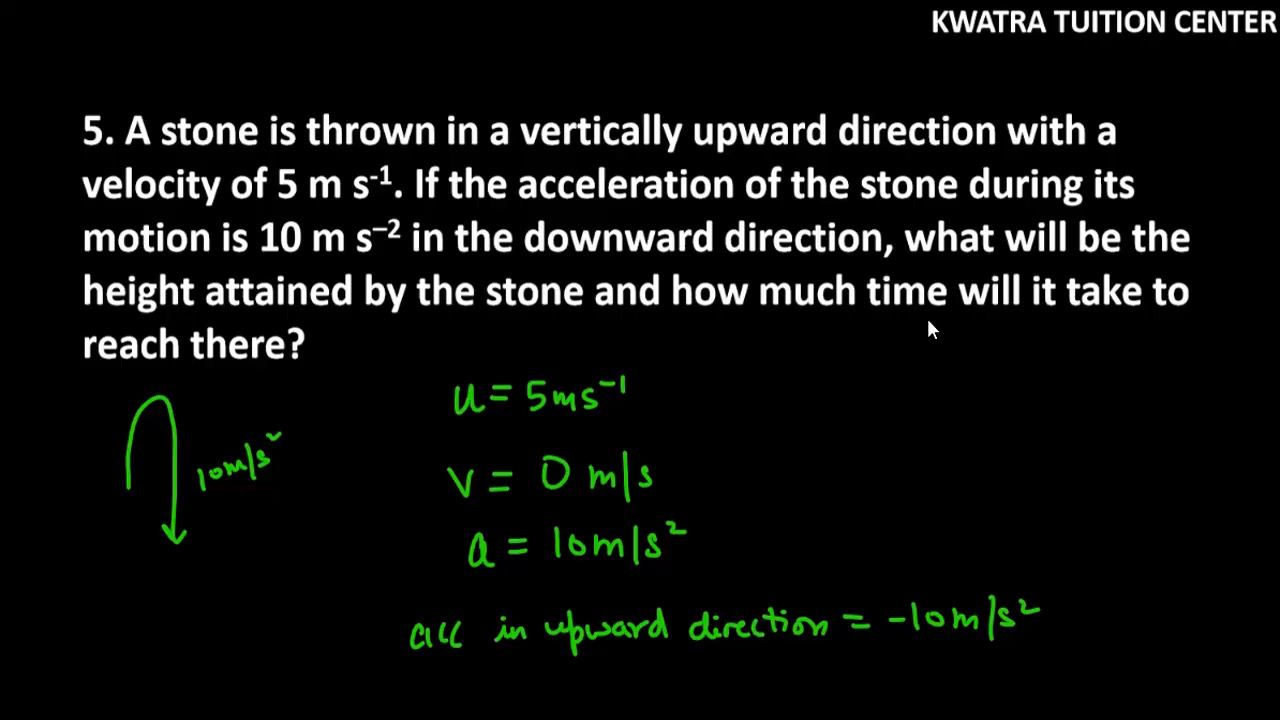 KWATRA TUITION CENTER
5. A stone is thrown in a vertically upward direction with a
velocity of 5 m s⁻¹. If the acceleration of the stone during its
motion is 10 m s⁻² in the downward direction, what will be the
height attained by the stone and how much time will it take to
reach there?
u = 5ms⁻¹
10m/s²
v = 0 m/s
a = 10m/s²
acc in upward direction = -10m/s²